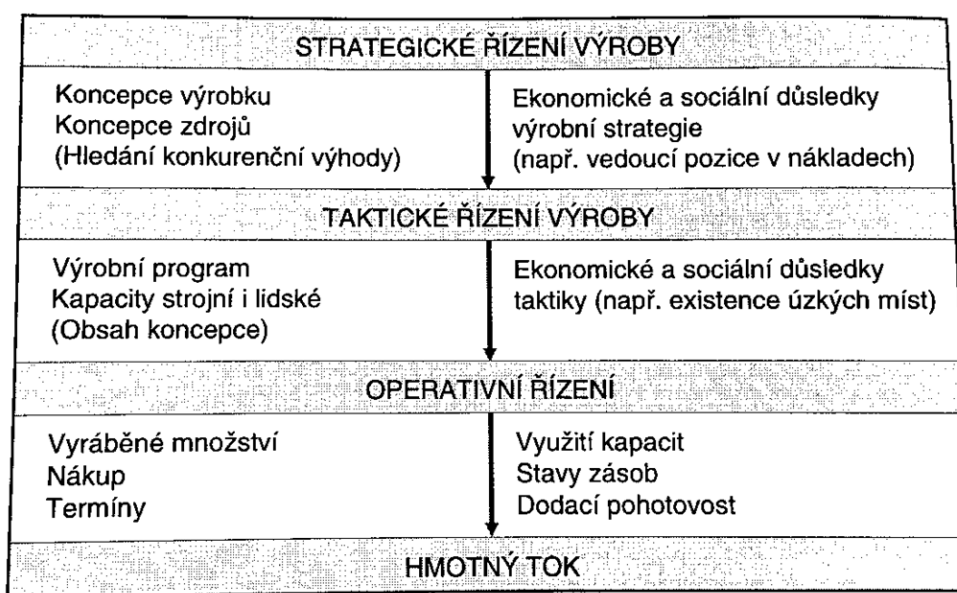 STRATEGICKÉ ŘÍZENÍ VÝROBY
Koncepce výrobku
Koncepce zdrojů
(Hledání konkurenční výhody)
Ekonomické a sociální důsledky
výrobní strategie
(např. vedoucí pozice v nákladech)
TAKTICKÉ ŘÍZENÍ VÝROBY
Výrobní program
Kapacity strojní i lidské
(Obsah koncepce)
Ekonomické a sociální důsledky
taktiky (např. existence úzkých míst)
OPERATIVNÍ ŘÍZENÍ
Vyráběné množství
Nákup
Termíny
Využití kapacit
Stavy zásob
Dodací pohotovost
HMOTNÝ TOK